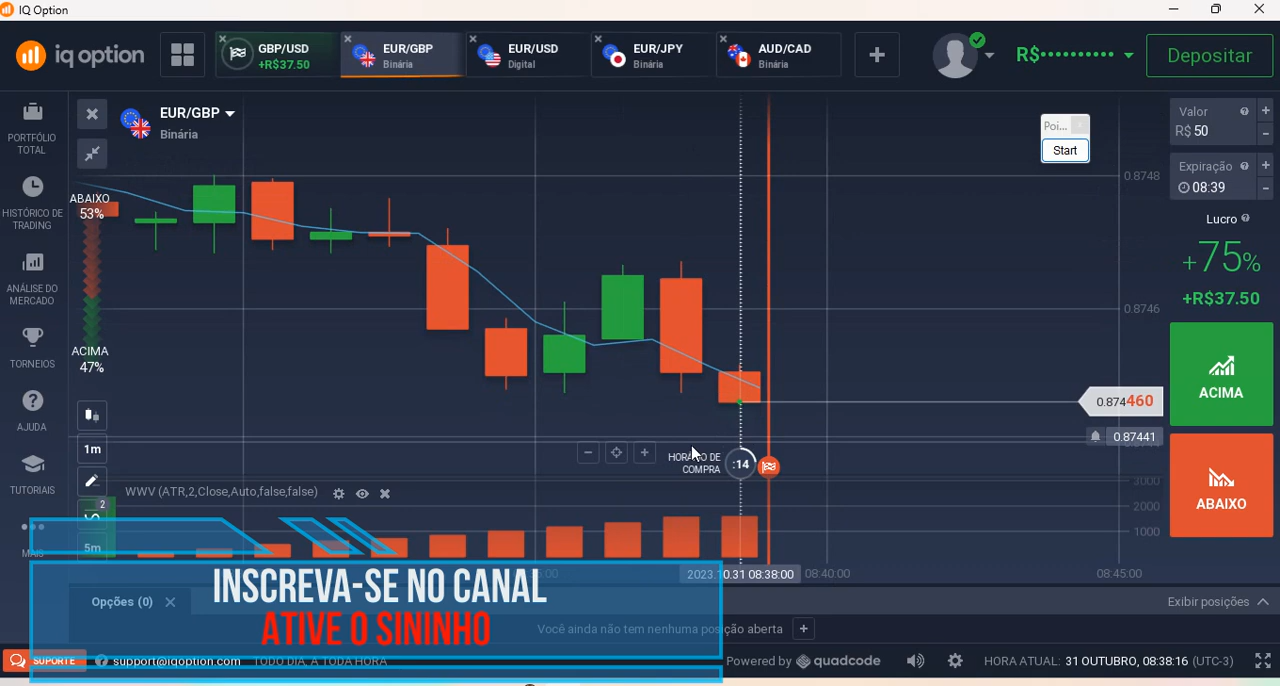 IQ Option
iq option
GBP/USD
+R$37.50
EUR/GBP
Binária
EUR/USD
Digital
EUR/JPY
Binária
AUD/CAD
Binária
R$
Depositar
PORTFÓLIO
TOTAL
HISTÓRICO DE
TRADING
ANÁLISE DO
MERCADO
TORNEIOS
AJUDA
TUTORIAIS
EUR/GBP
Binária
ABAIXO
53%
ACIMA
47%
1m
2
5m
WWV (ATR,2,Close,Auto,false,false)
Poi...
Start
DE
COMPRA
:14
0.8748
0.8746
0.874460
0.87441
3000
2000
1000
2023.10.31 08:38:00
08:40:00
08:45:00
Valor
R$ 50
Expiração
08:39
Lucro
+75%
+R$37.50
ACIMA
ABAIXO
Opções (0)
Exibir posições
Você ainda não tem nenhuma posição aberta
INSCREVA-SE NO CANAL
ATIVE O SININHO
SUPORTE
support@iqoption.com
TODO DIA, A TODA HORA
Powered by quadcode
HORA ATUAL: 31 OUTUBRO, 08:38:16 (UTC-3)